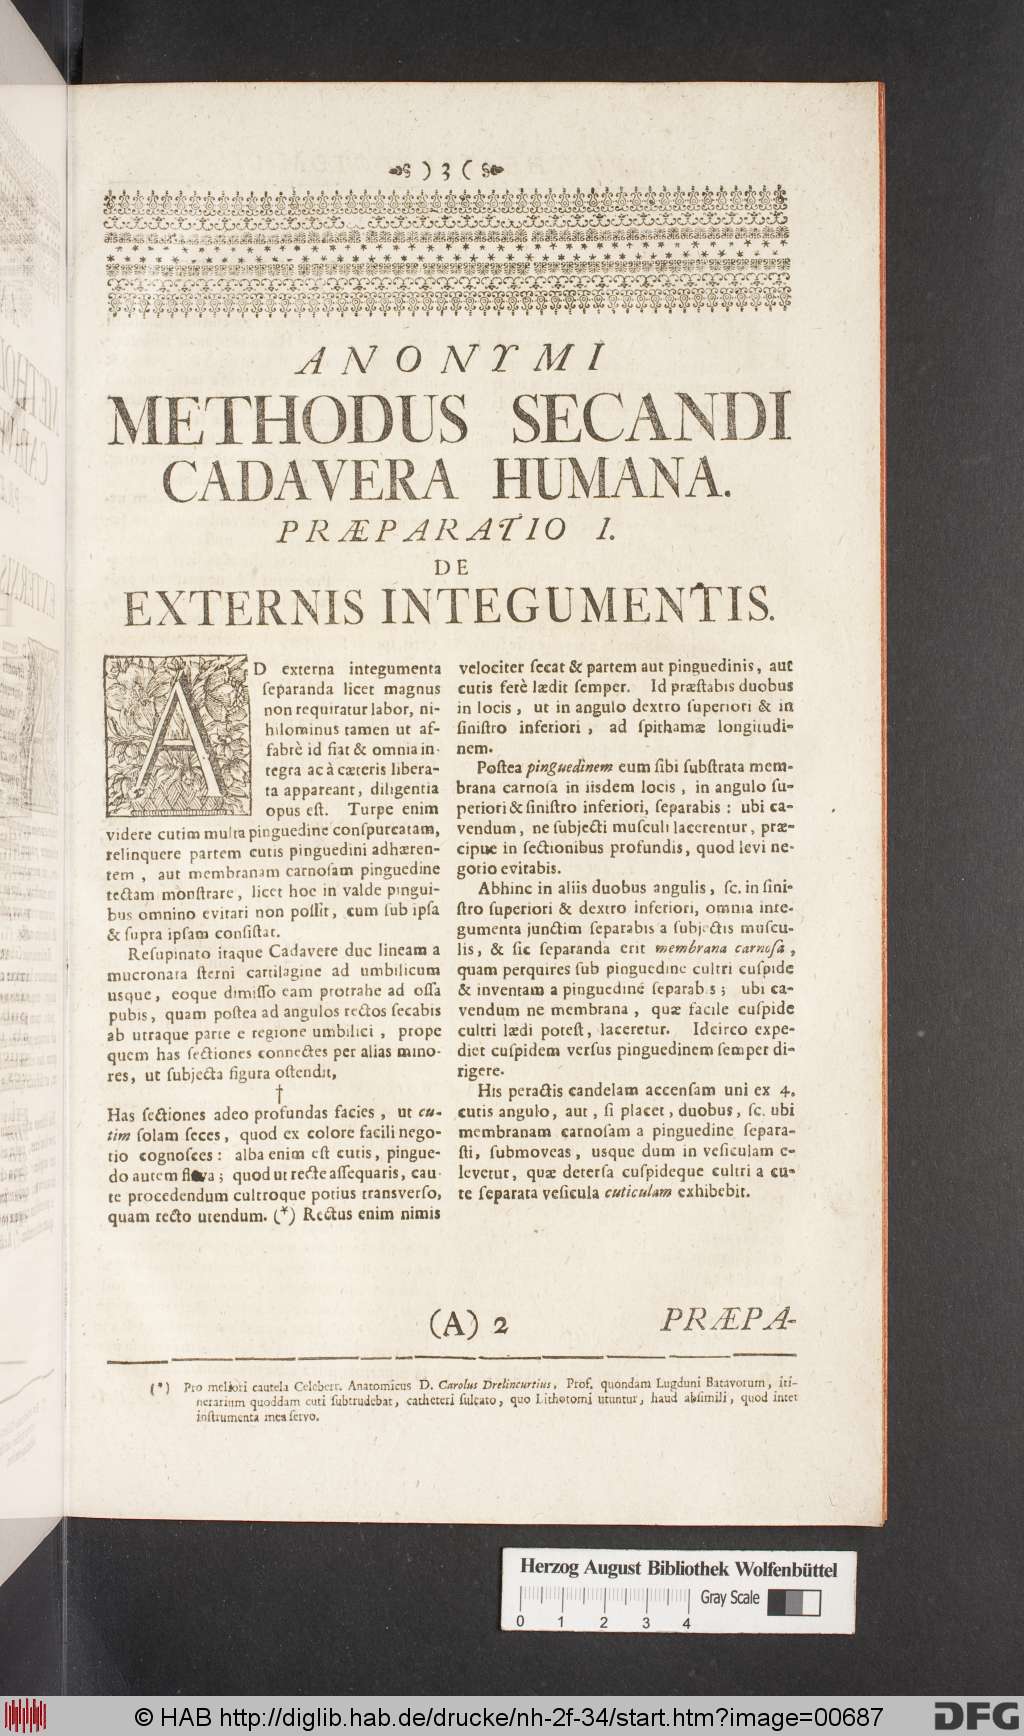 ) 3 (
ANONYMI
METHODUS SECANDI
CADAVERA HUMANA.
PRÆPARATIO I.
DE
EXTERNIS INTEGUMENTIS.
AD externa integumenta
ſeparanda licet magnus
non requiratur labor, ni-
hilominus tamen ut af-
fabrè id fiat & omnia in-
tegra ac à cæteris libera-
ta appareant, diligentia
opus eſt. Turpe enim
videre cutim multa pinguedine conſpurcatam,
relinquere partem cutis pinguedini adhæren-
tem, aut membranam carnoſam pinguedine
tectam monſtrare, licet hoc in valde pingui-
bus omnino evitari non poſſit, cum ſub ipſa
& ſupra ipſam conſiſtat.
Reſupinato itaque Cadavere duc lineam a
mucronata ſterni cartilagine ad umbilicum
usque, eoque dimiſſo eam protrahe ad oſſa
pubis, quam poſtea ad angulos rectos ſecabis
ab utraque parte e regione umbilici, prope
quem has ſectiones connectes per alias mino-
res, ut ſubjecta figura oſtendit,
†
Has ſectiones adeo profundas facies, ut cu-
tim ſolam ſeces, quod ex colore facili nego-
tio cognoſces: alba enim eſt cutis, pingue-
do autem flava; quod ut recte aſſequaris, cau-
te procedendum cultroque potius transverſo,
quam recto utendum. (*) Rectus enim nimis
velociter ſecat & partem aut pinguedinis, aut
cutis ferè lædit ſemper. Id præſtabis duobus
in locis, ut in angulo dextro ſuperiori & in
ſiniſtro inferiori, ad ſpithamæ longitudi-
nem.
Poſtea pinguedinem eum ſibi ſubſtrata mem-
brana carnoſa in iisdem locis, in angulo ſu-
periori & ſiniſtro inferiori, ſeparabis: ubi ca-
vendum, ne ſubjecti muſculi lacerentur, præ-
cipue in ſectionibus profundis, quod levi ne-
gotio evitabis.
Abhinc in aliis duobus angulis, ſc. in ſini-
ſtro ſuperiori & dextro inferiori, omnia inte-
gumenta junctim ſeparabis a ſubjectis muſcu-
lis, & ſic ſeparanda erit membrana carnoſa,
quam perquires ſub pinguedine cultri cuſpide
& inventam a pinguedine ſeparabis; ubi ca-
vendum ne membrana, quæ facile cuſpide
cultri lædi poteſt, laceretur. Idcirco expe-
diet cuſpidem verſus pinguedinem ſemper di-
rigere.
His peractis candelam accenſam uni ex 4.
cutis angulo, aut, ſi placet, duobus, ſc. ubi
membranam carnoſam a pinguedine ſepara-
ſti, ſubmoveas, usque dum in veſiculam e-
levetur, quæ deterſa cuſpideque cultri a cu-
te ſeparata veſicula cuticulam exhibebit.
(A) 2
PRÆPA-
(*) Pro meliori cautela Celeberr. Anatomicus D. Carolus Drelincurtius, Prof. quondam Lugduni Batavorum, iti-
nerarium quoddam cuti ſubtrudebat, catheteri ſulcato, quo Lithotomi utuntur, haud abſimili, quod inter
inſtrumenta mea ſervo.
Herzog August Bibliothek Wolfenbüttel
Gray Scale
0 1 2 3 4
© HAB http://diglib.hab.de/drucke/nh-2f-34/start.htm?image=00687
DFG